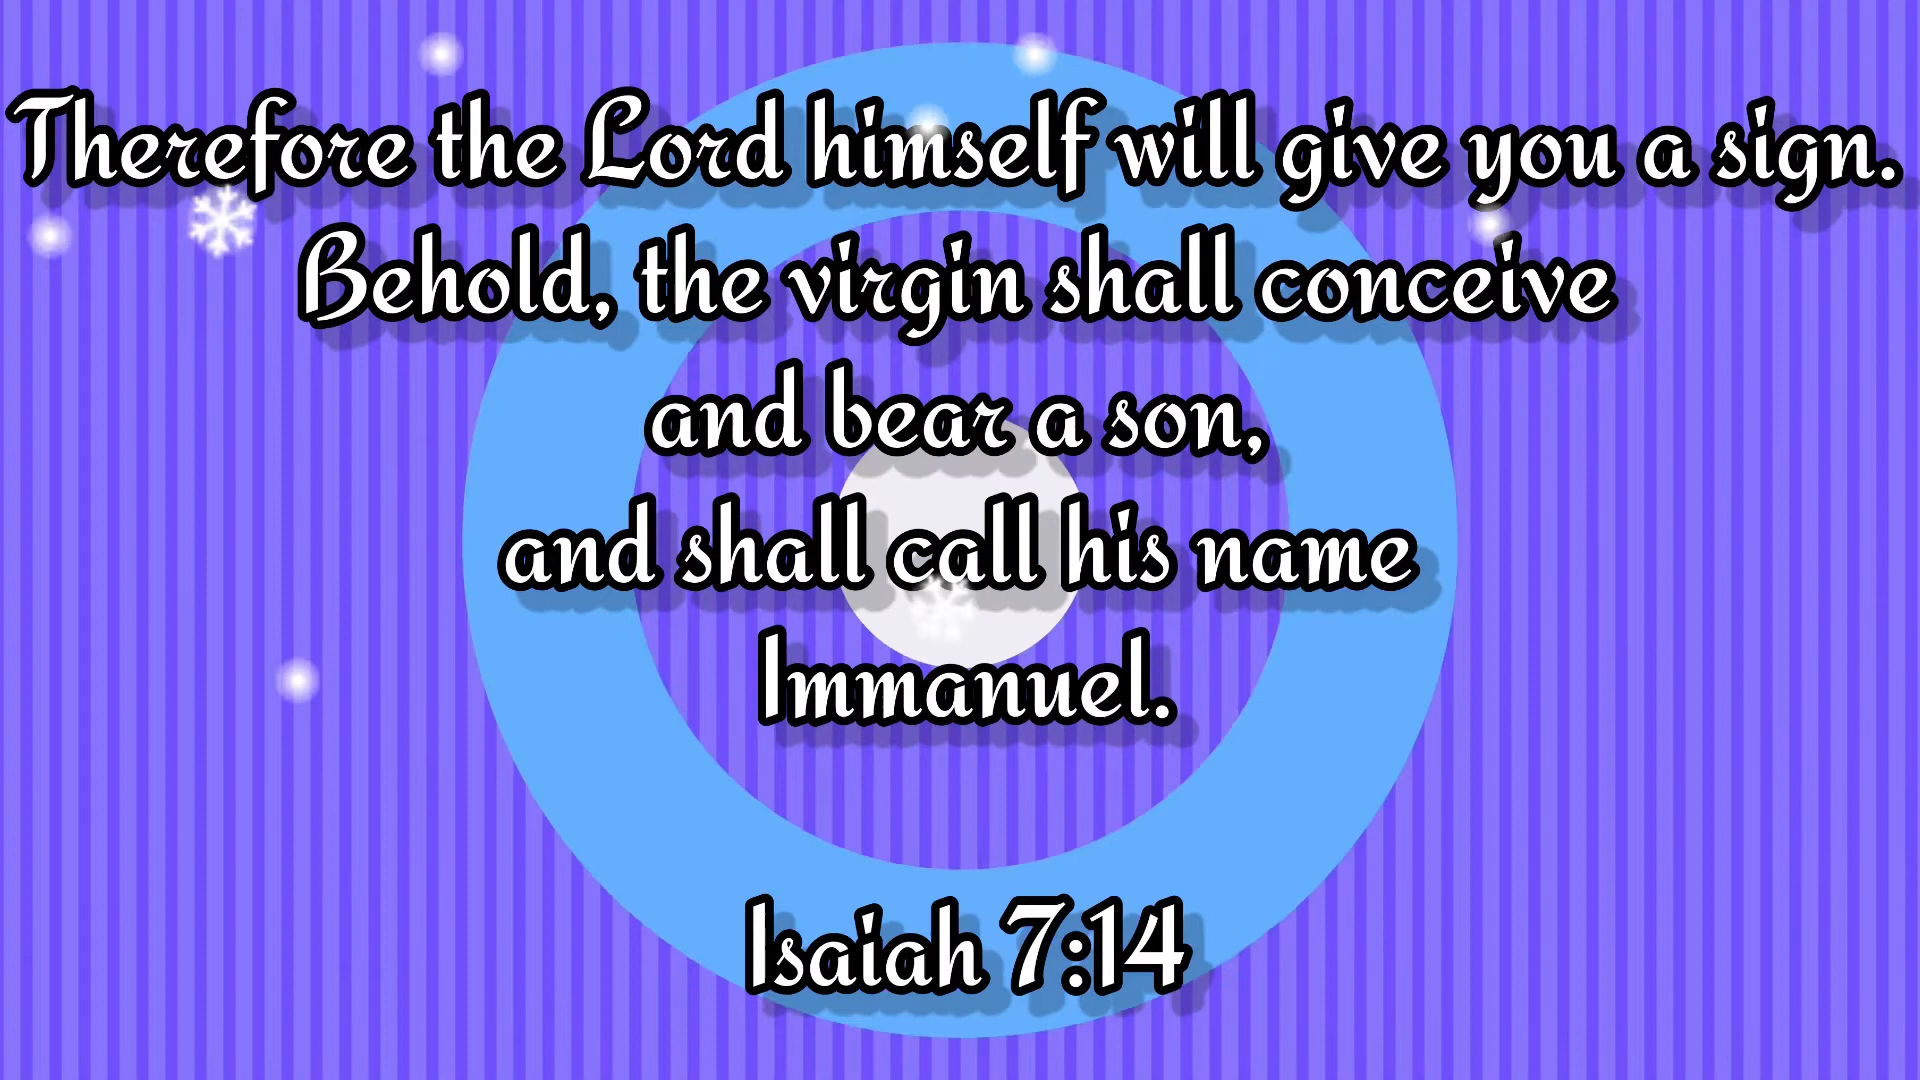 Therefore the Lord himself will give you a sign.
Behold, the virgin shall conceive
and bear a son,
and shall call his name
Immanuel.
Isaiah 7:14